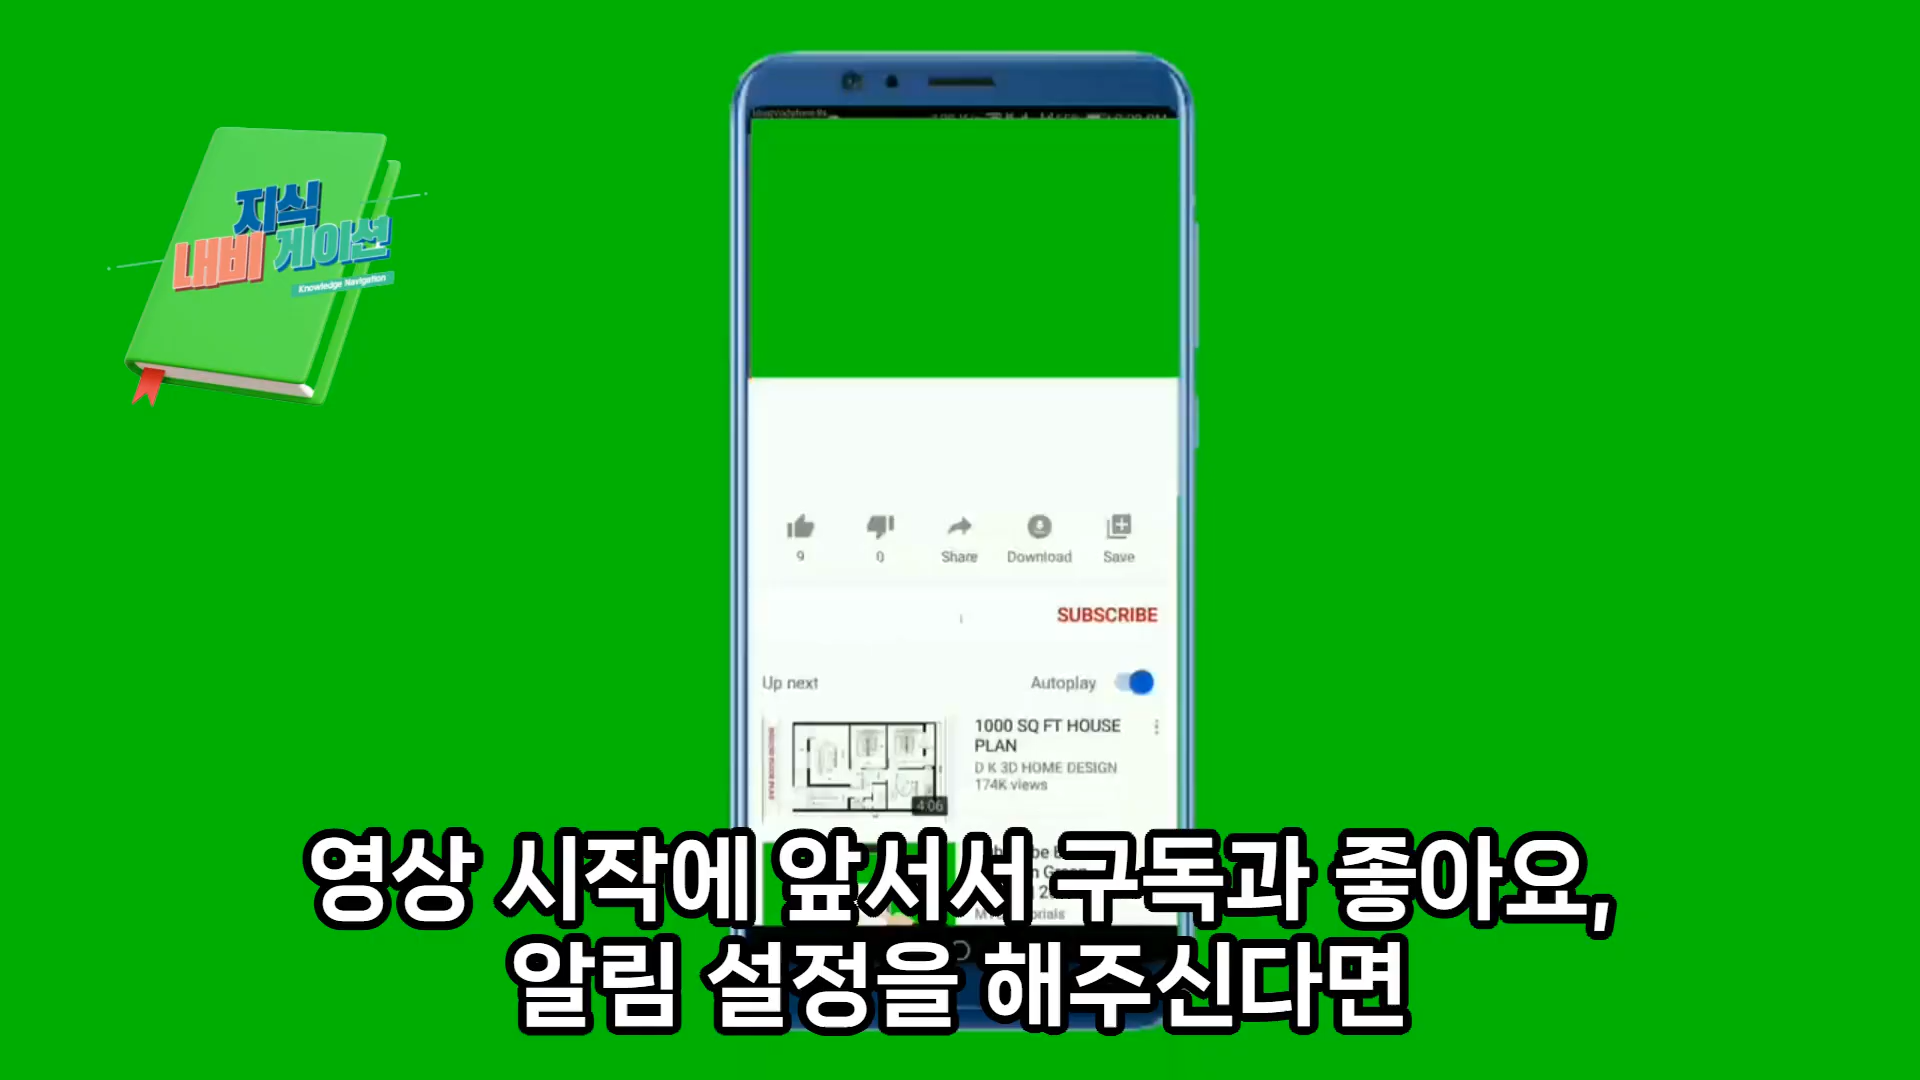 지식
내비 게이션
Knowledge Navigation
9
0
Share
Download
Save
SUBSCRIBE
Up next
Autoplay
1000 SQ FT HOUSE
PLAN
D K 3D HOME DESIGN
174K views
4:06
영상 시작에 앞서서 구독과 좋아요,
알림 설정을 해주신다면